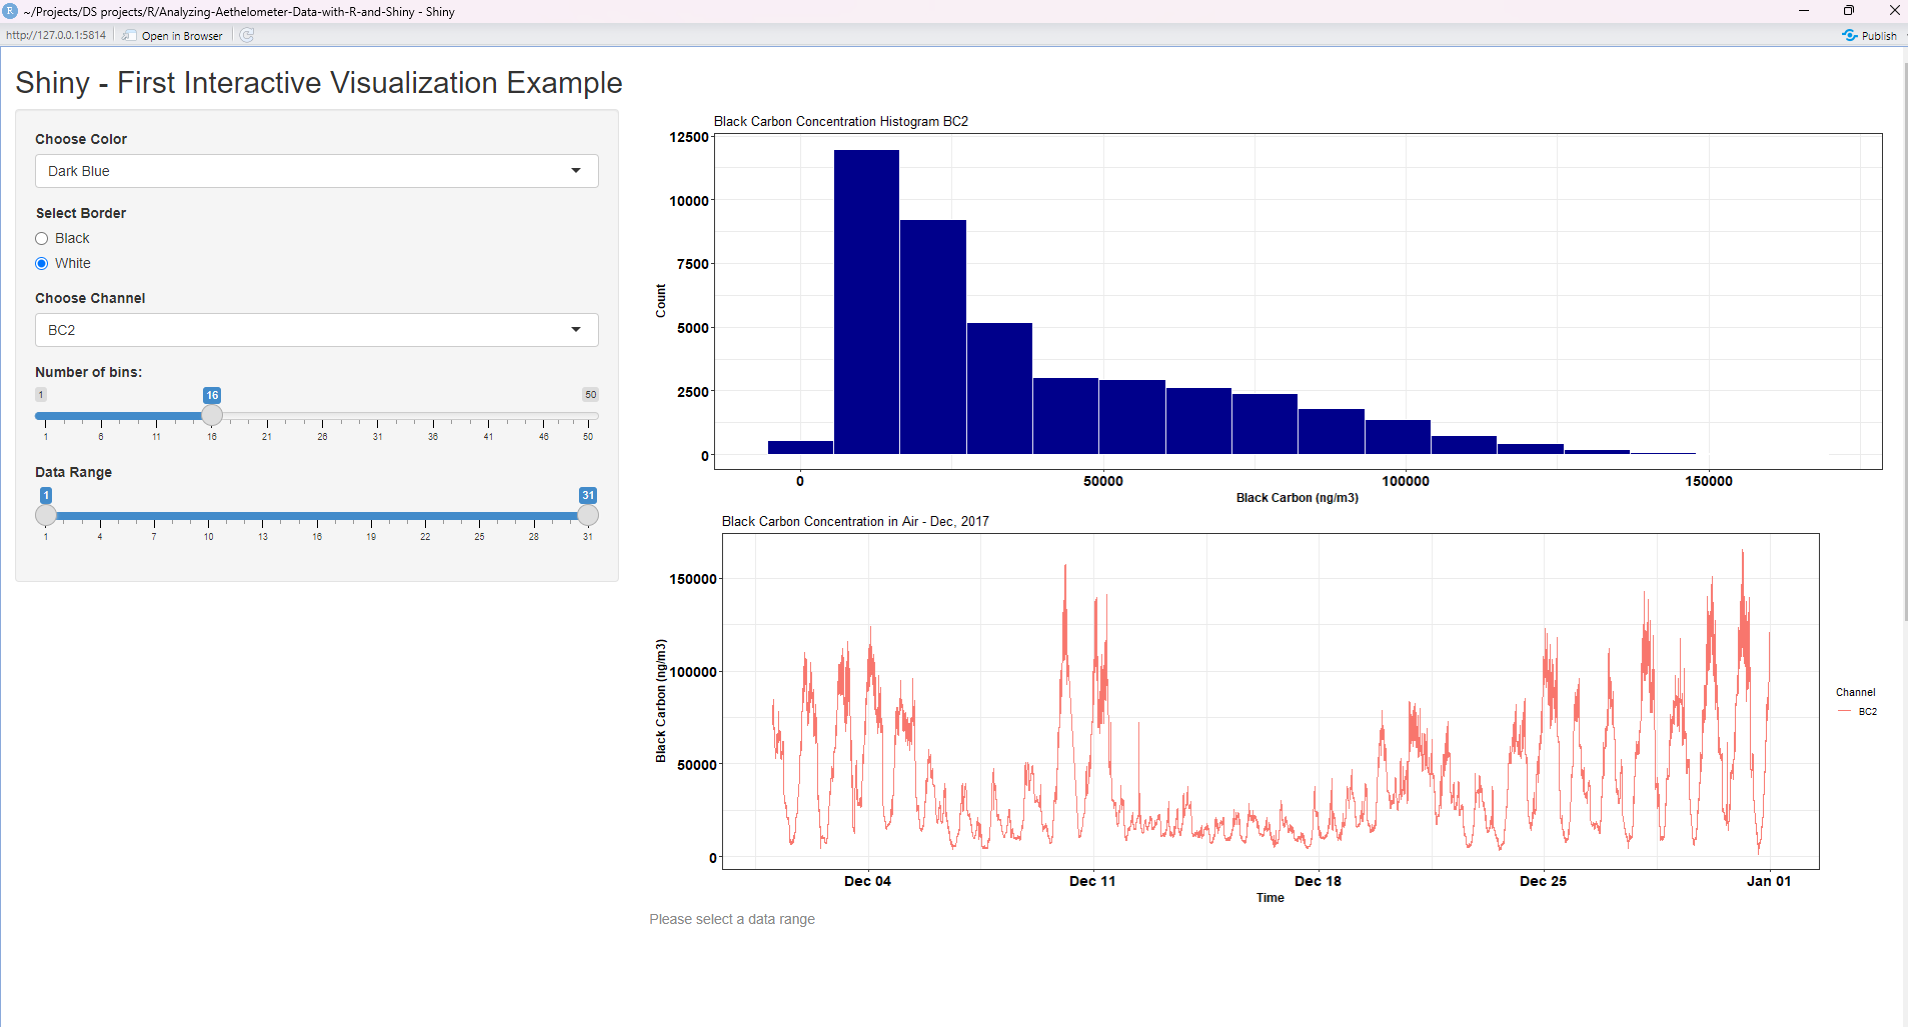 ~/Projects/DS projects/R/Analyzing-Aethelometer-Data-with-R-and-Shiny - Shiny
http://127.0.0.1:5814 Open in Browser Publish
Shiny - First Interactive Visualization Example
Choose Color
Dark Blue
Select Border
Black
White
Choose Channel
BC2
Number of bins:
1 16 50
1 6 11 16 21 26 31 36 41 46 50
Data Range
1 31
1 4 7 10 13 16 19 22 25 28 31
Black Carbon Concentration Histogram BC2
12500
10000
7500
5000
2500
0
Count
0 50000 100000 150000
Black Carbon (ng/m3)
Black Carbon Concentration in Air - Dec, 2017
150000
100000
50000
0
Black Carbon (ng/m3)
Channel
BC2
Dec 04 Dec 11 Dec 18 Dec 25 Jan 01
Time
Please select a data range